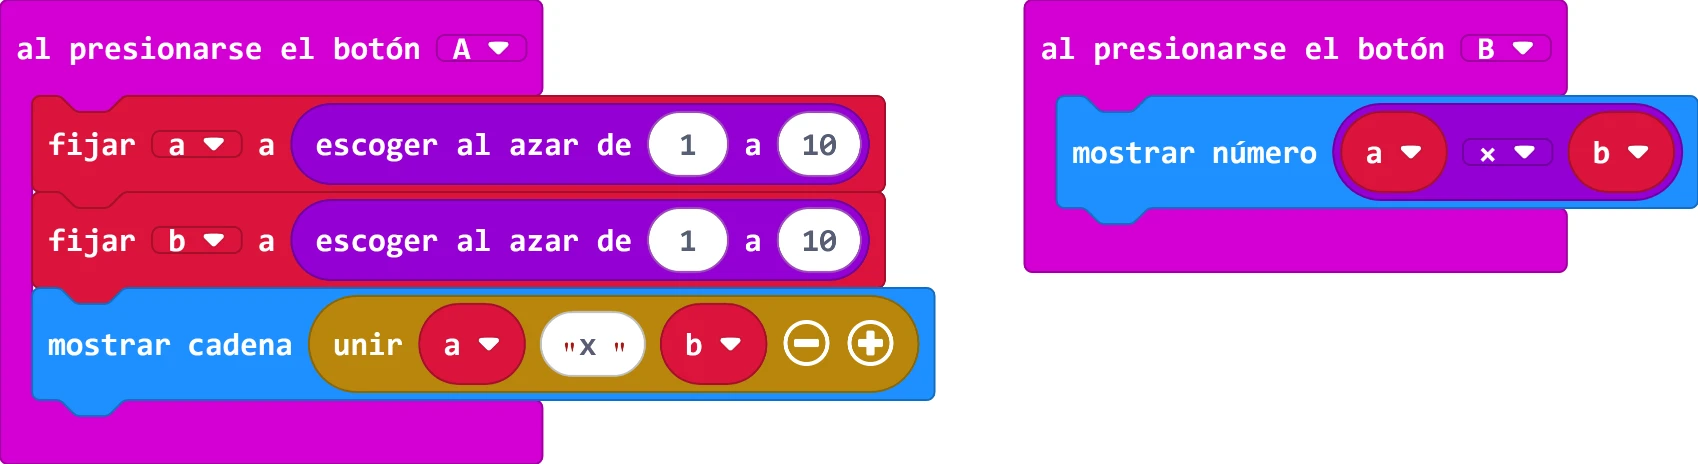 al presionarse el botón A
fijar a a escoger al azar de 1 a 10
fijar b a escoger al azar de 1 a 10
mostrar cadena unir a "x " b
al presionarse el botón B
mostrar número a × b